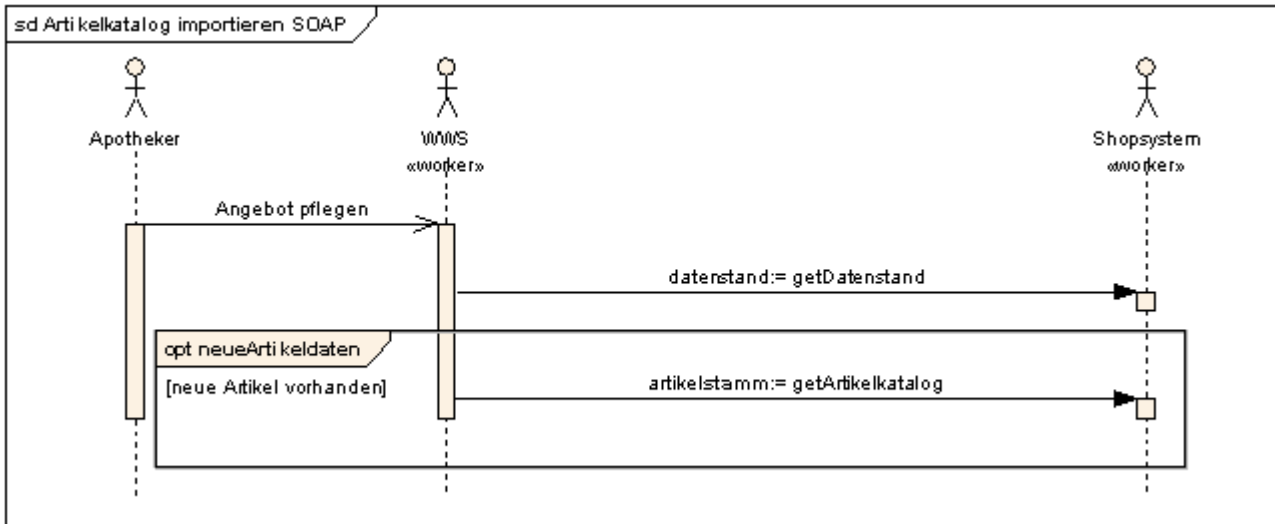 sd Artikelkatalog importieren SOAP
Apotheker
WWS
«worker»
Shopsystem
«worker»
Angebot pflegen
datenstand:= getDatenstand
opt neueArtikeldaten
[neue Artikel vorhanden]
artikelstamm:= getArtikelkatalog